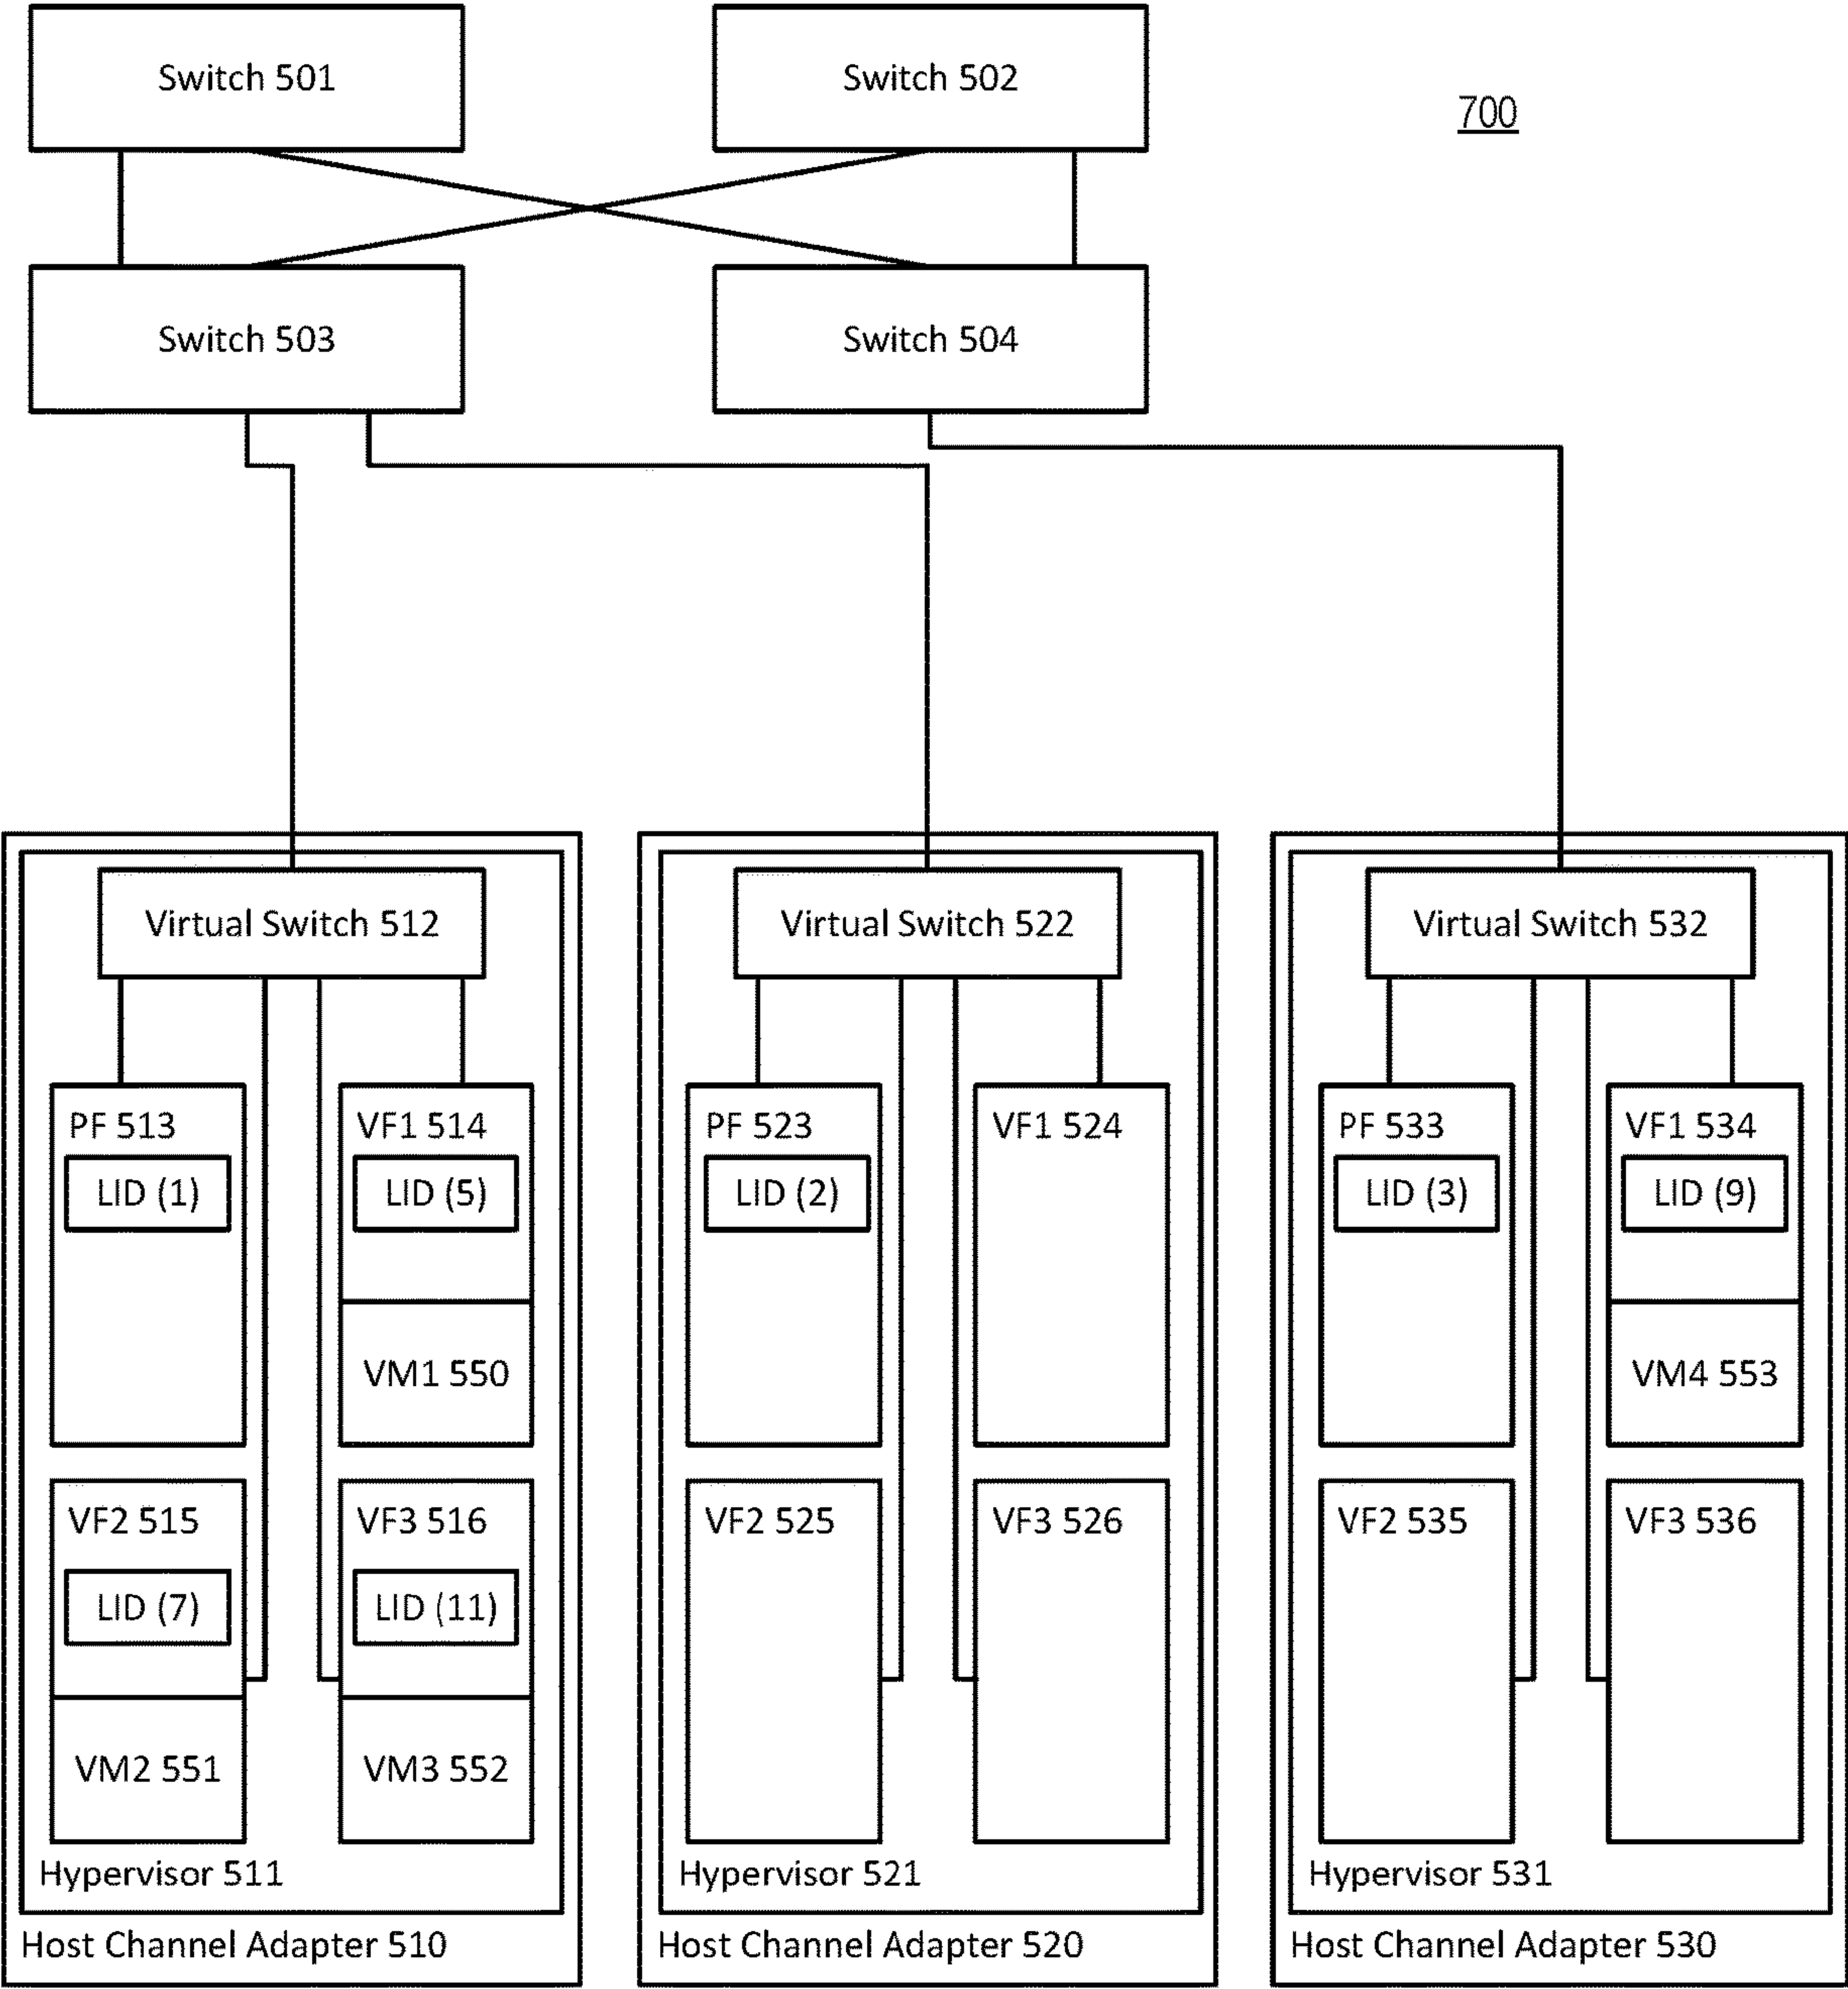 Switch 501
Switch 502
700
Switch 503
Switch 504
Virtual Switch 512
Virtual Switch 522
Virtual Switch 532
PF 513
LID (1)
VF1 514
LID (5)
VM1 550
VF2 515
LID (7)
VM2 551
VF3 516
LID (11)
VM3 552
Hypervisor 511
Host Channel Adapter 510
PF 523
LID (2)
VF1 524
VF2 525
VF3 526
Hypervisor 521
Host Channel Adapter 520
PF 533
LID (3)
VF1 534
LID (9)
VM4 553
VF2 535
VF3 536
Hypervisor 531
Host Channel Adapter 530